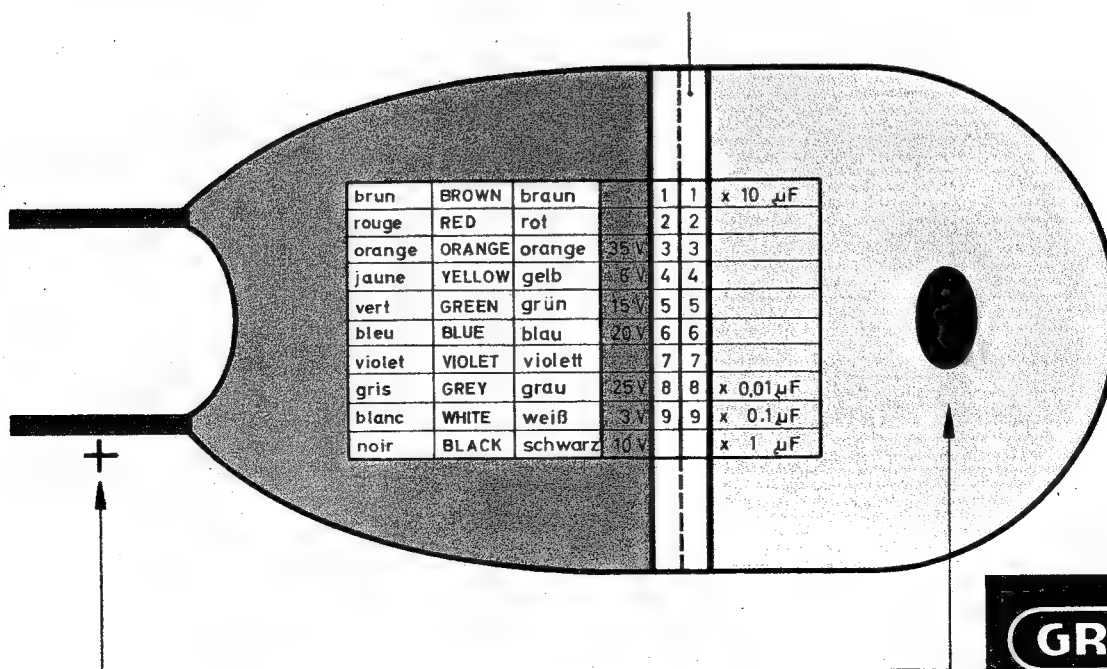 brun BROWN braun 1 1 x 10 µF
rouge RED rot 2 2
orange ORANGE orange 35 V 3 3
jaune YELLOW gelb 6 V 4 4
vert GREEN grün 15 V 5 5
bleu BLUE blau 20 V 6 6
violet VIOLET violett 7 7
gris GREY grau 25 V 8 8 x 0,01 µF
blanc WHITE weiß 3 V 9 9 x 0.1 µF
noir BLACK schwarz 10 V x 1 µF
+
GR